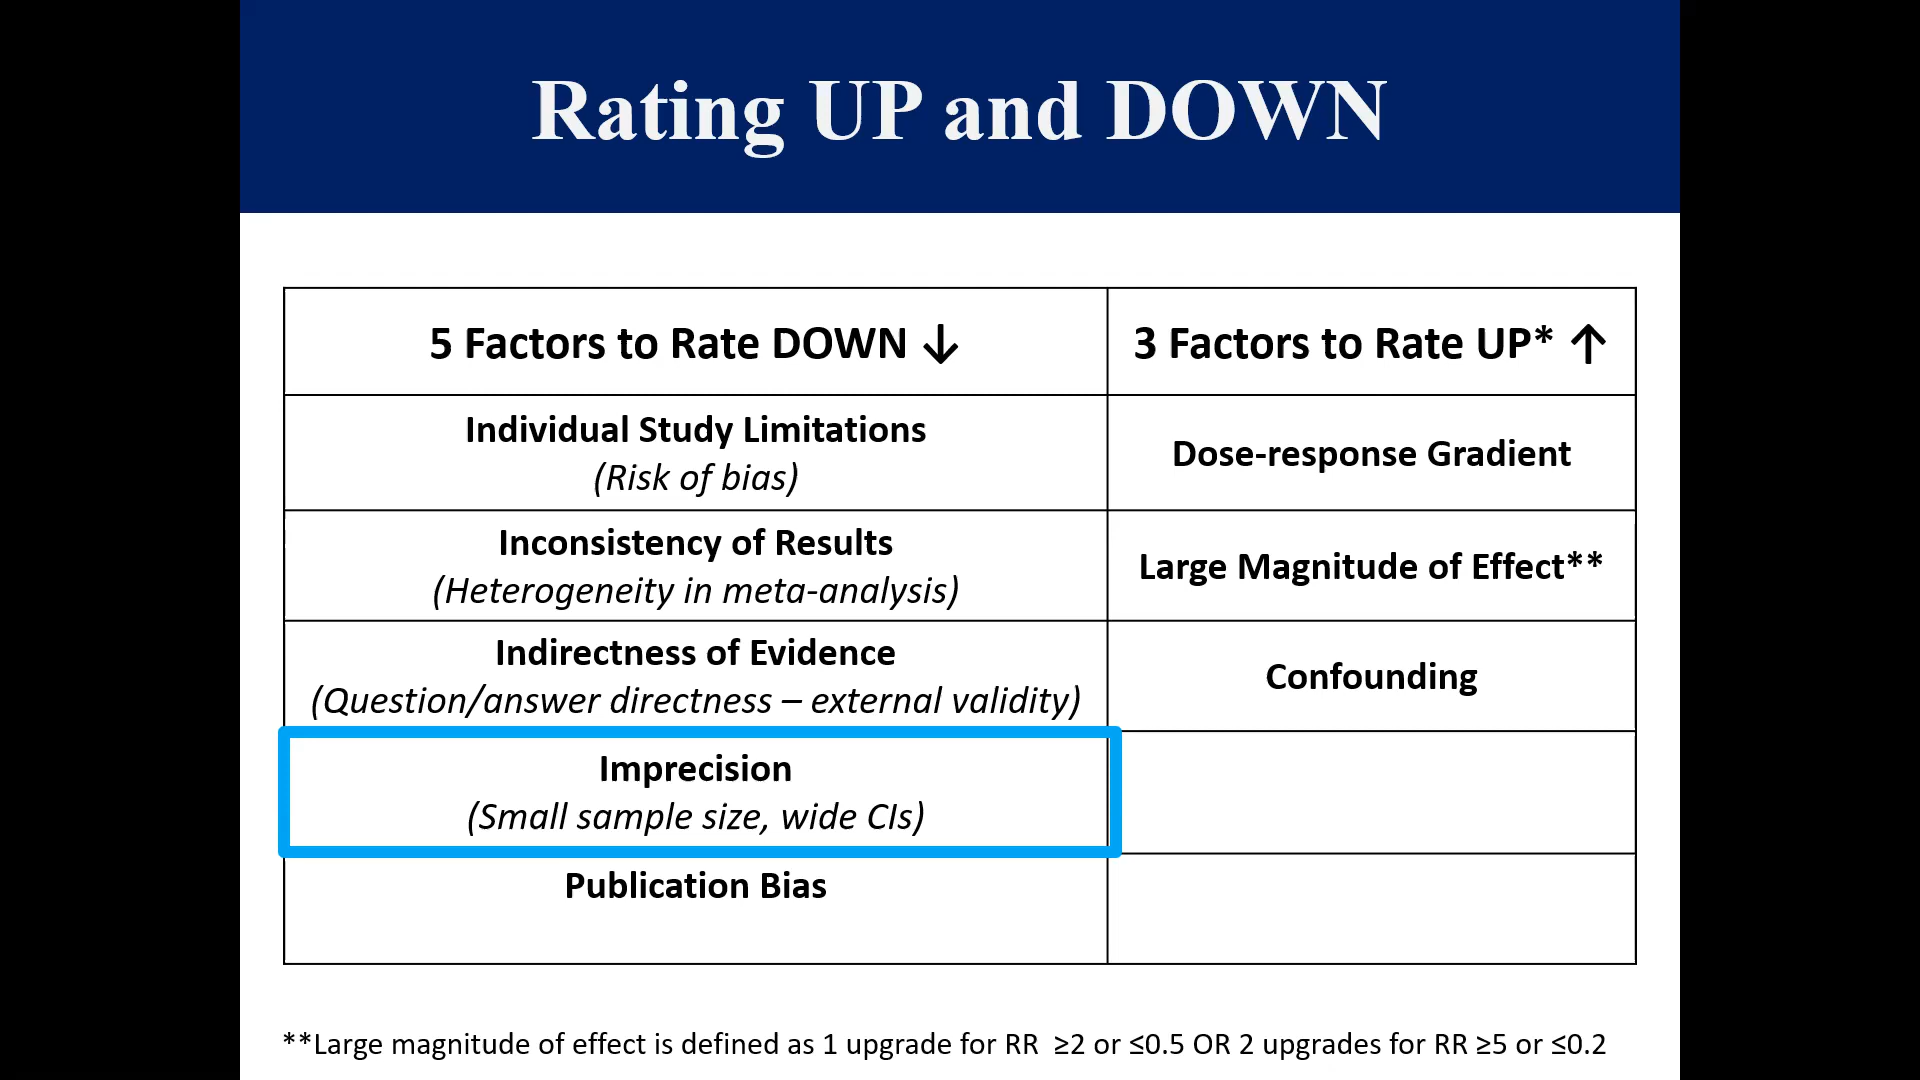 Rating UP and DOWN
5 Factors to Rate DOWN ↓
3 Factors to Rate UP* ↑
Individual Study Limitations
(Risk of bias)
Dose-response Gradient
Inconsistency of Results
(Heterogeneity in meta-analysis)
Large Magnitude of Effect**
Indirectness of Evidence
(Question/answer directness – external validity)
Confounding
Imprecision
(Small sample size, wide CIs)
Publication Bias
**Large magnitude of effect is defined as 1 upgrade for RR ≥2 or ≤0.5 OR 2 upgrades for RR ≥5 or ≤0.2